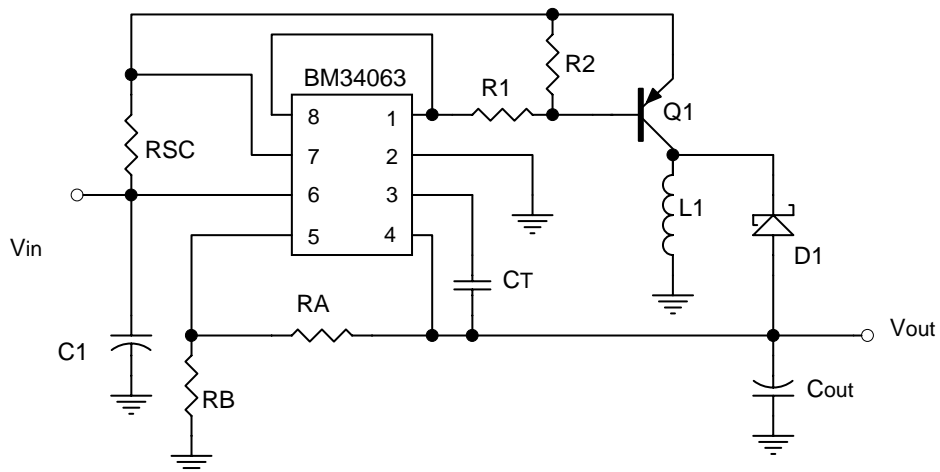 BM34063
R1
R2
Q1
8 1
7 2
6 3
5 4
RSC
Vin
L1
D1
CT
RA
C1
RB
Vout
Cout